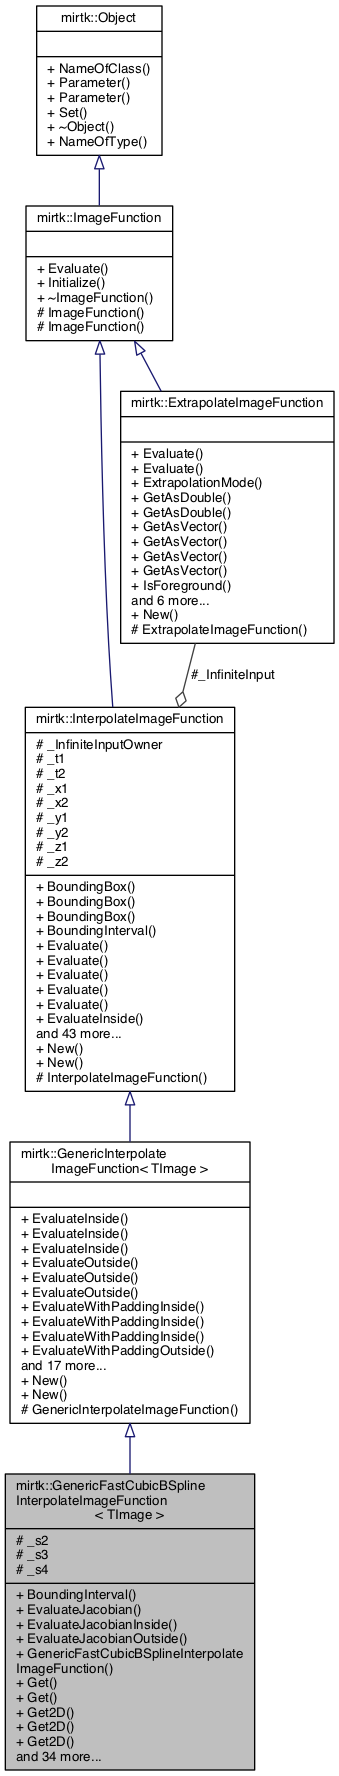 mirtk::Object
+ NameOfClass()
+ Parameter()
+ Parameter()
+ Set()
+ ~Object()
+ NameOfType()
mirtk::ImageFunction
+ Evaluate()
+ Initialize()
+ ~ImageFunction()
# ImageFunction()
# ImageFunction()
mirtk::ExtrapolateImageFunction
+ Evaluate()
+ Evaluate()
+ ExtrapolationMode()
+ GetAsDouble()
+ GetAsDouble()
+ GetAsVector()
+ GetAsVector()
+ GetAsVector()
+ GetAsVector()
+ IsForeground()
and 6 more...
+ New()
# ExtrapolateImageFunction()
#_InfiniteInput
mirtk::InterpolateImageFunction
# _InfiniteInputOwner
# _t1
# _t2
# _x1
# _x2
# _y1
# _y2
# _z1
# _z2
+ BoundingBox()
+ BoundingBox()
+ BoundingBox()
+ BoundingInterval()
+ Evaluate()
+ Evaluate()
+ Evaluate()
+ Evaluate()
+ Evaluate()
+ EvaluateInside()
and 43 more...
+ New()
+ New()
# InterpolateImageFunction()
mirtk::GenericInterpolate
ImageFunction< TImage >
+ EvaluateInside()
+ EvaluateInside()
+ EvaluateInside()
+ EvaluateOutside()
+ EvaluateOutside()
+ EvaluateOutside()
+ EvaluateWithPaddingInside()
+ EvaluateWithPaddingInside()
+ EvaluateWithPaddingInside()
+ EvaluateWithPaddingOutside()
and 17 more...
+ New()
+ New()
# GenericInterpolateImageFunction()
mirtk::GenericFastCubicBSpline
InterpolateImageFunction
< TImage >
# _s2
# _s3
# _s4
+ BoundingInterval()
+ EvaluateJacobian()
+ EvaluateJacobianInside()
+ EvaluateJacobianOutside()
+ GenericFastCubicBSplineInterpolate
ImageFunction()
+ Get()
+ Get()
+ Get2D()
+ Get2D()
+ Get2D()
and 34 more...